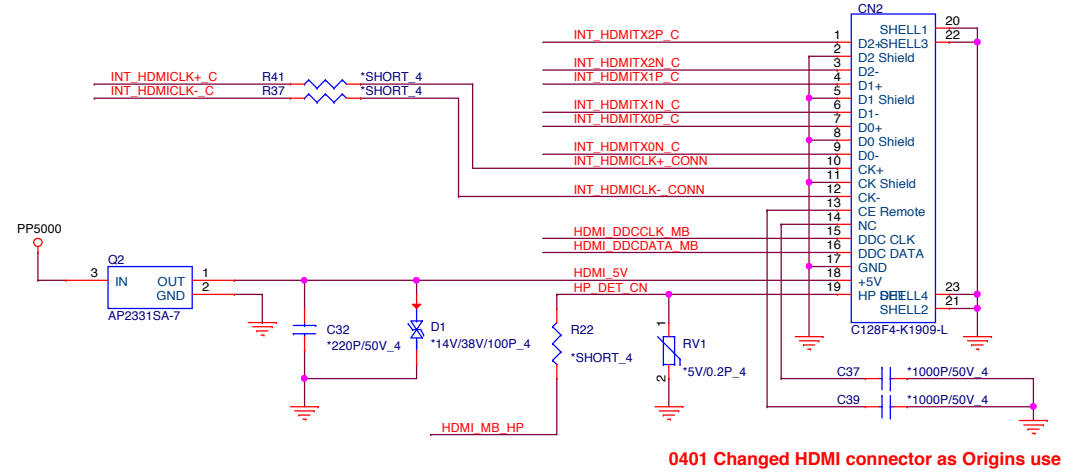 CN2
INT_HDMITX2P_C
1
D2+
SHELL1
20
SHELL3
22
2
D2 Shield
INT_HDMITX2N_C
3
D2-
INT_HDMICLK+_C
R41
*SHORT_4
INT_HDMITX1P_C
4
D1+
INT_HDMICLK-_C
R37
*SHORT_4
5
D1 Shield
INT_HDMITX1N_C
6
D1-
INT_HDMITX0P_C
7
D0+
8
D0 Shield
INT_HDMITX0N_C
9
D0-
INT_HDMICLK+_CONN
10
CK+
11
CK Shield
INT_HDMICLK-_CONN
12
CK-
13
CE Remote
14
NC
PP5000
HDMI_DDCCLK_MB
15
DDC CLK
HDMI_DDCDATA_MB
16
DDC DATA
17
GND
Q2
3
IN
OUT
1
GND
2
AP2331SA-7
HDMI_5V
18
+5V
HP_DET_CN
19
HP DET
SHELL4
23
SHELL2
21
C128F4-K1909-L
C32
*220P/50V_4
D1
*14V/38V/100P_4
R22
*SHORT_4
1
RV1
*5V/0.2P_4
2
C37
*1000P/50V_4
C39
*1000P/50V_4
HDMI_MB_HP
0401 Changed HDMI connector as Origins use